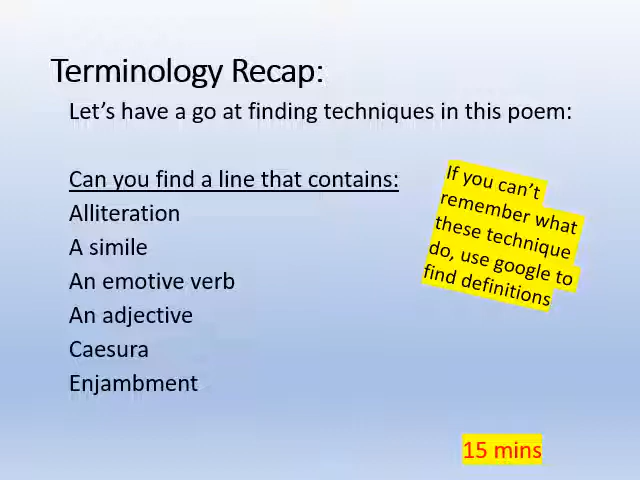 Terminology Recap:
Let's have a go at finding techniques in this poem:
Can you find a line that contains:
Alliteration
A simile
An emotive verb
An adjective
Caesura
Enjambment
If you can't
remember what
these technique
do, use google to
find definitions
15 mins